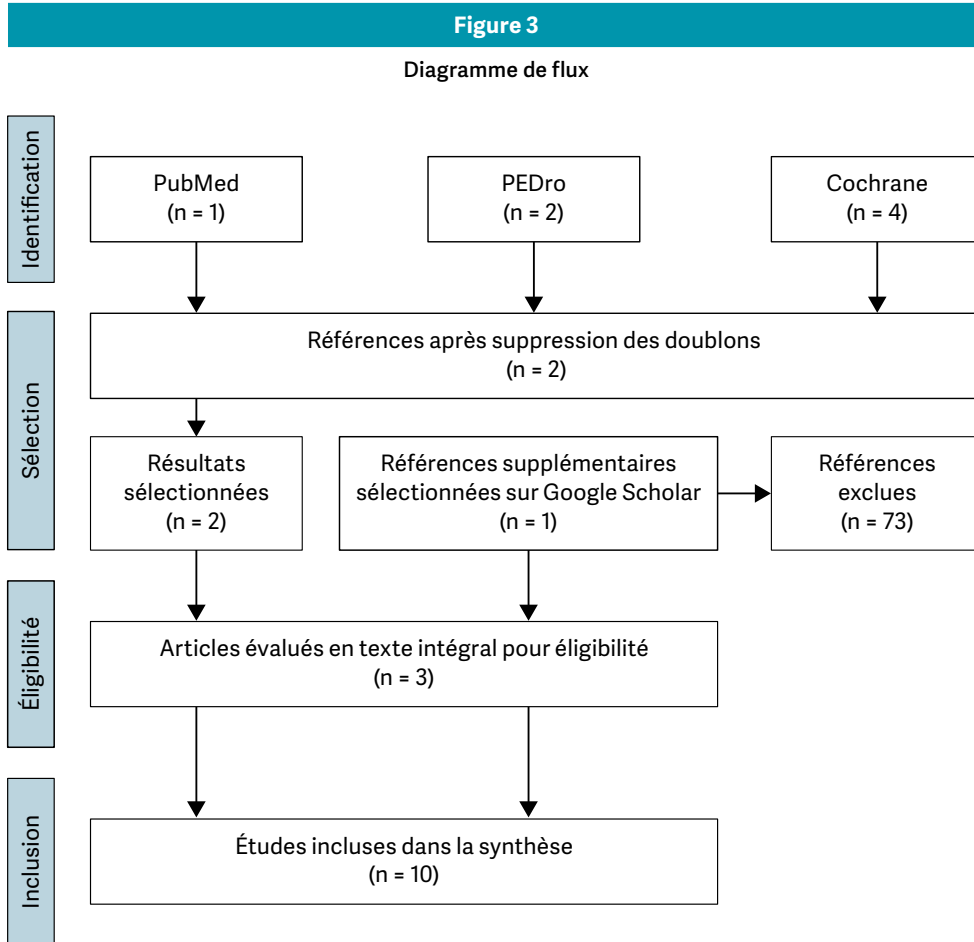 Figure 3
Diagramme de flux
Identification
PubMed
(n = 1)
PEDro
(n = 2)
Cochrane
(n = 4)
Sélection
Références après suppression des doublons
(n = 2)
Résultats
sélectionnées
(n = 2)
Références supplémentaires
sélectionnées sur Google Scholar
(n = 1)
Références
exclues
(n = 73)
Éligibilité
Articles évalués en texte intégral pour éligibilité
(n = 3)
Inclusion
Études incluses dans la synthèse
(n = 10)